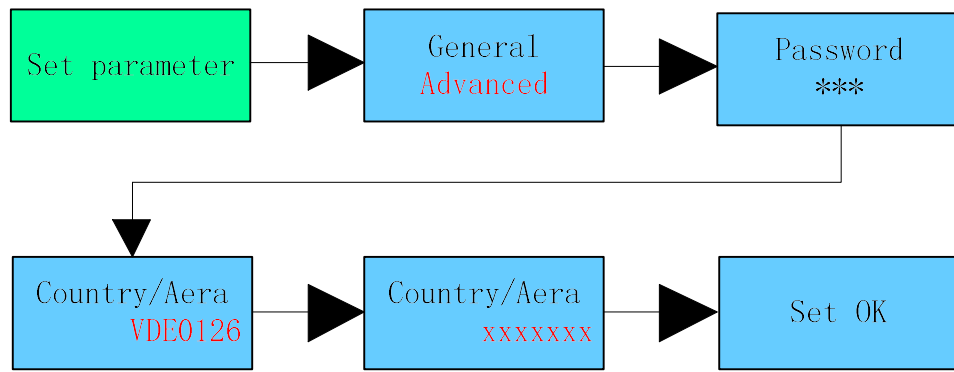 Set parameter
General
Advanced
Password
***
Country/Aera
VDE0126
Country/Aera
xxxxxxx
Set OK